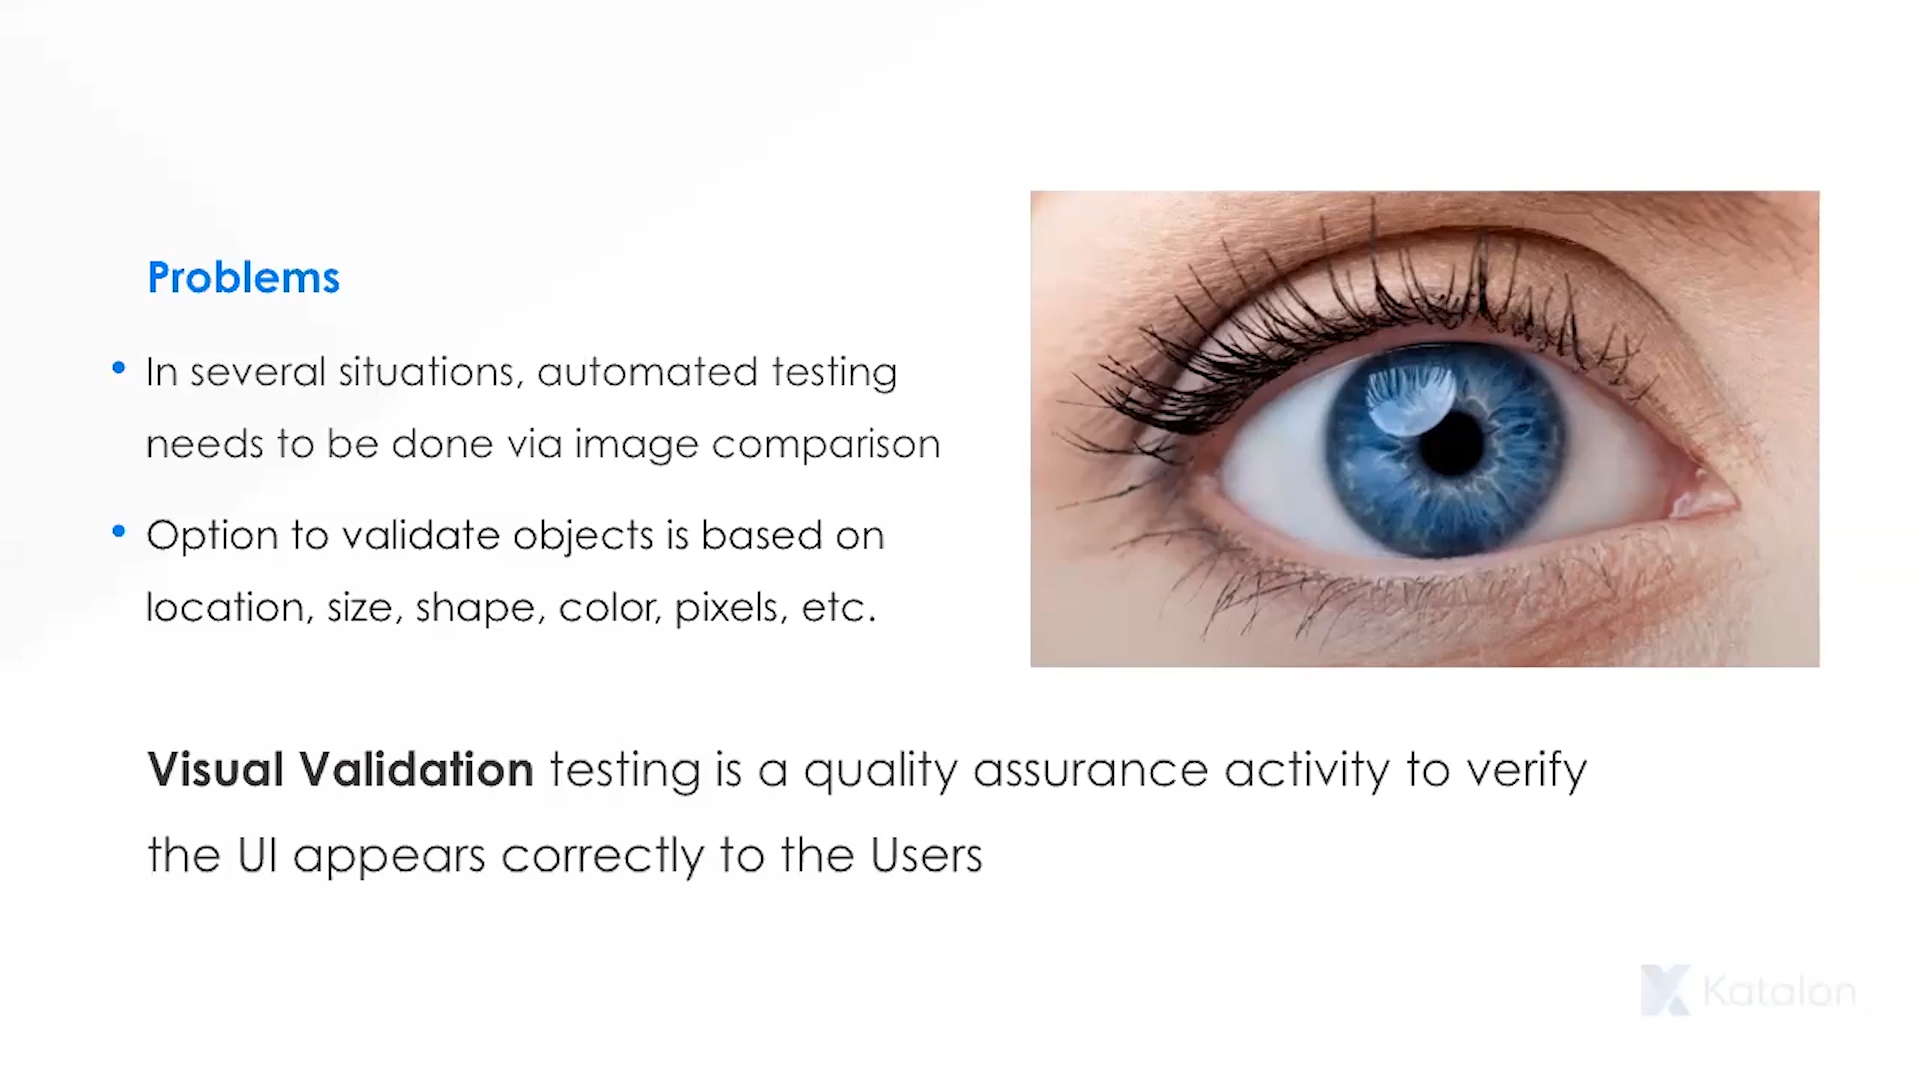 Problems
• In several situations, automated testing
needs to be done via image comparison
• Option to validate objects is based on
location, size, shape, color, pixels, etc.
Visual Validation testing is a quality assurance activity to verify
the UI appears correctly to the Users
Katalon